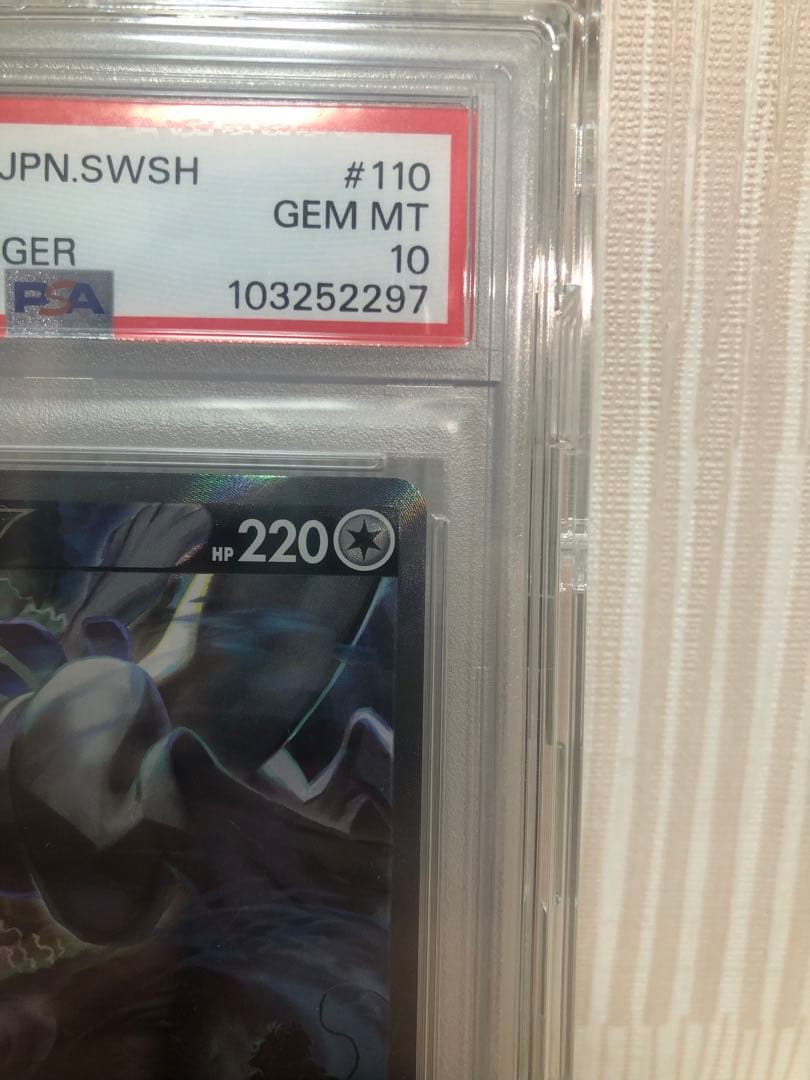 JPN.SWSH #110
GEM MT
GER 10
PSA 103252297
HP 220